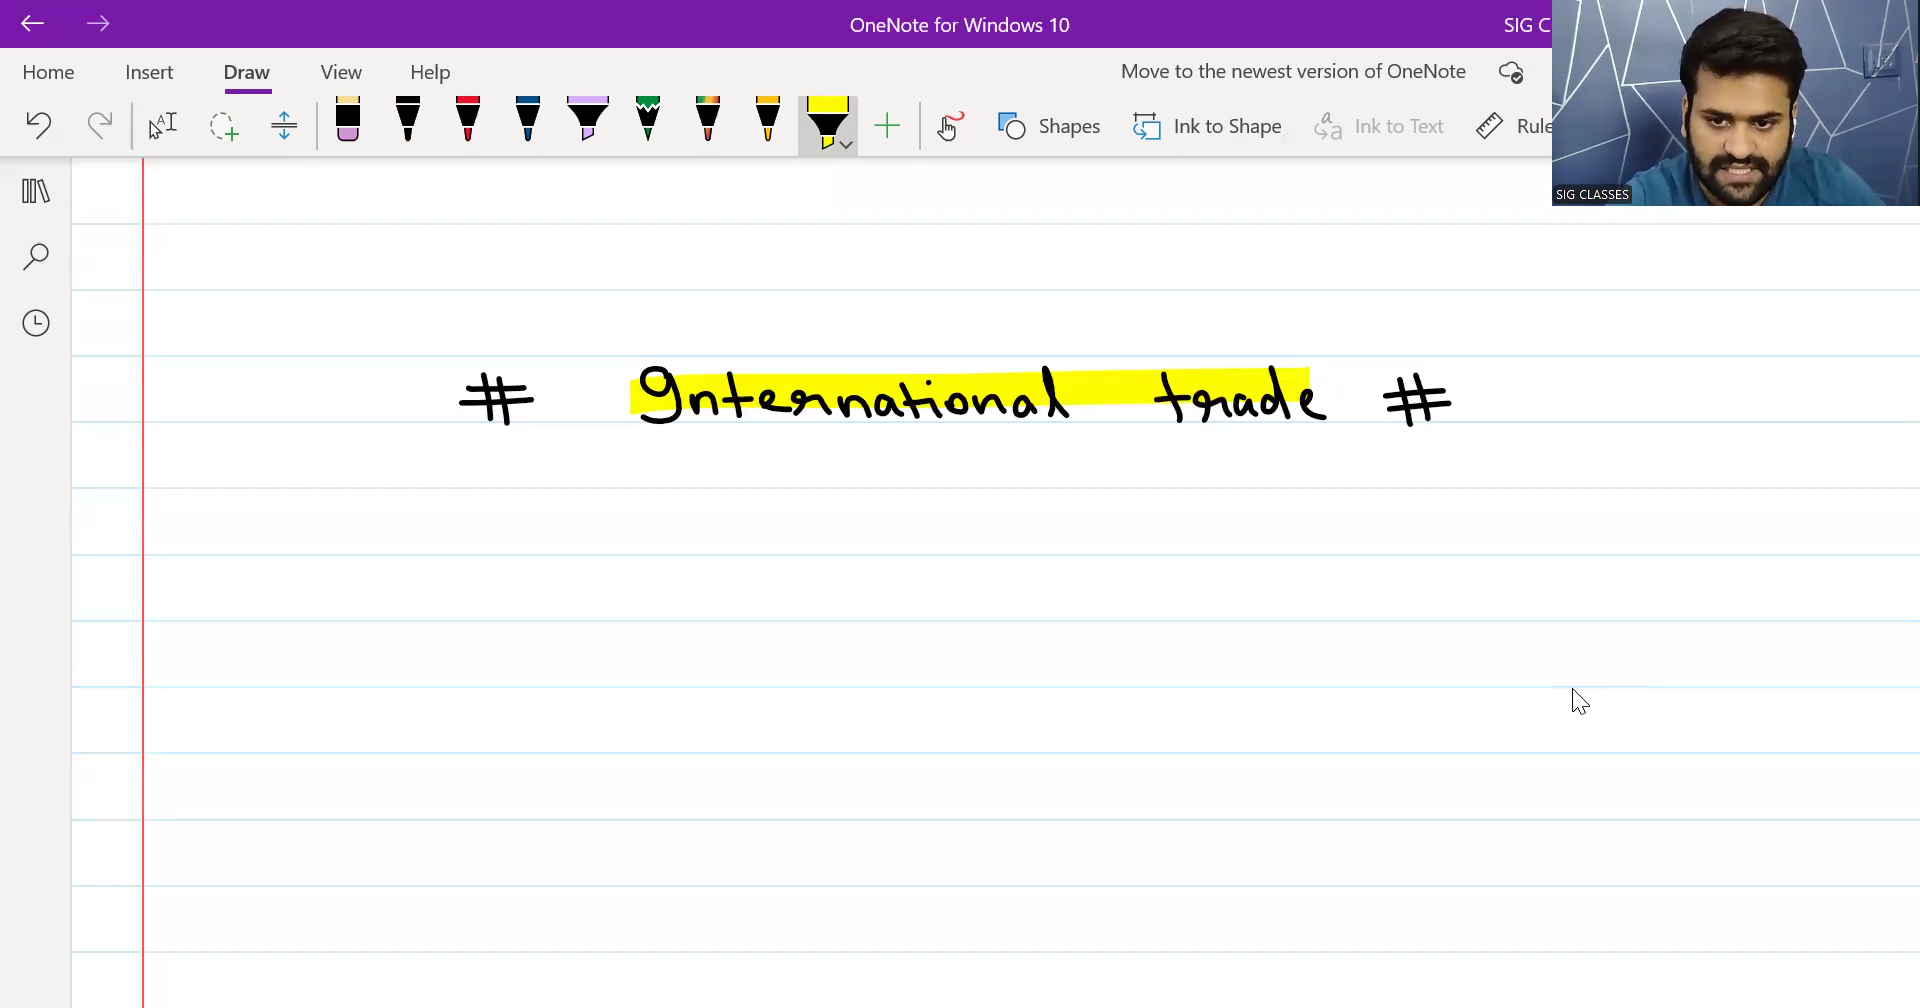 OneNote for Windows 10
SIG C
Home Insert Draw View Help
Move to the newest version of OneNote
Shapes Ink to Shape Ink to Text Rule
SIG CLASSES
# International trade #